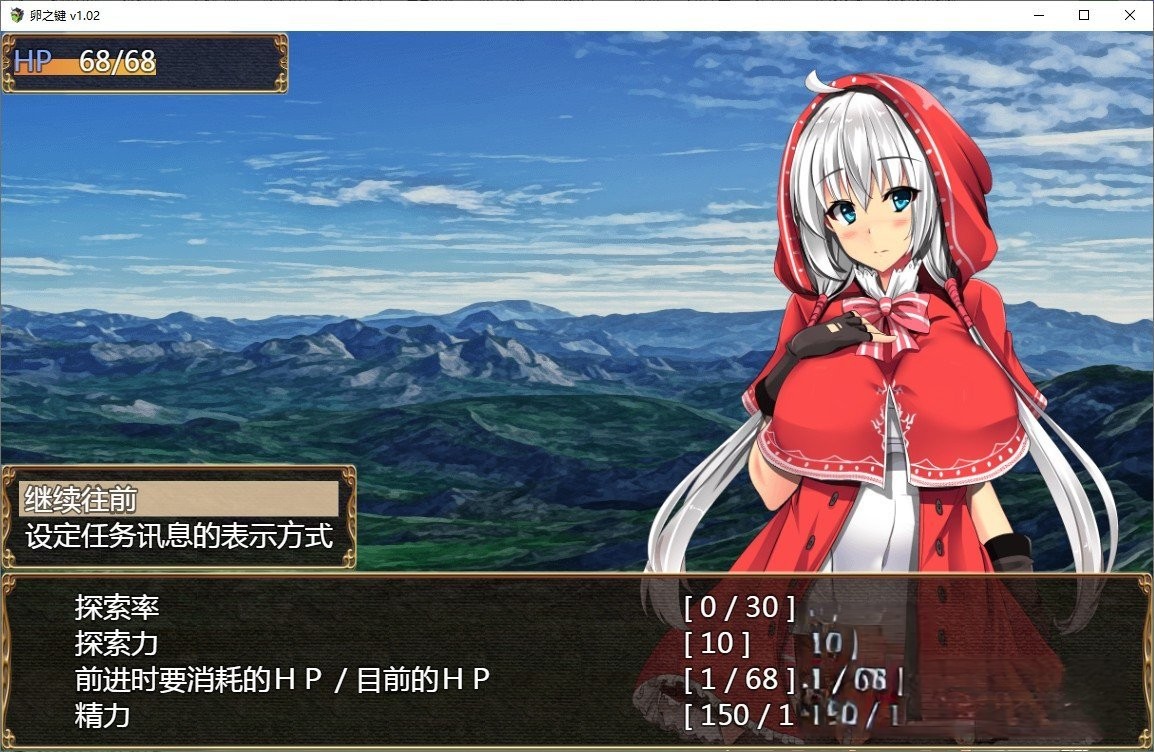 卵之键 v1.02
HP 68/68
继续往前
设定任务讯息的表示方式
探索率 [ 0 / 30 ]
探索力 [ 10 ]
前进时要消耗的ＨＰ / 目前的ＨＰ [ 1 / 68 ]
精力 [ 150 / 1